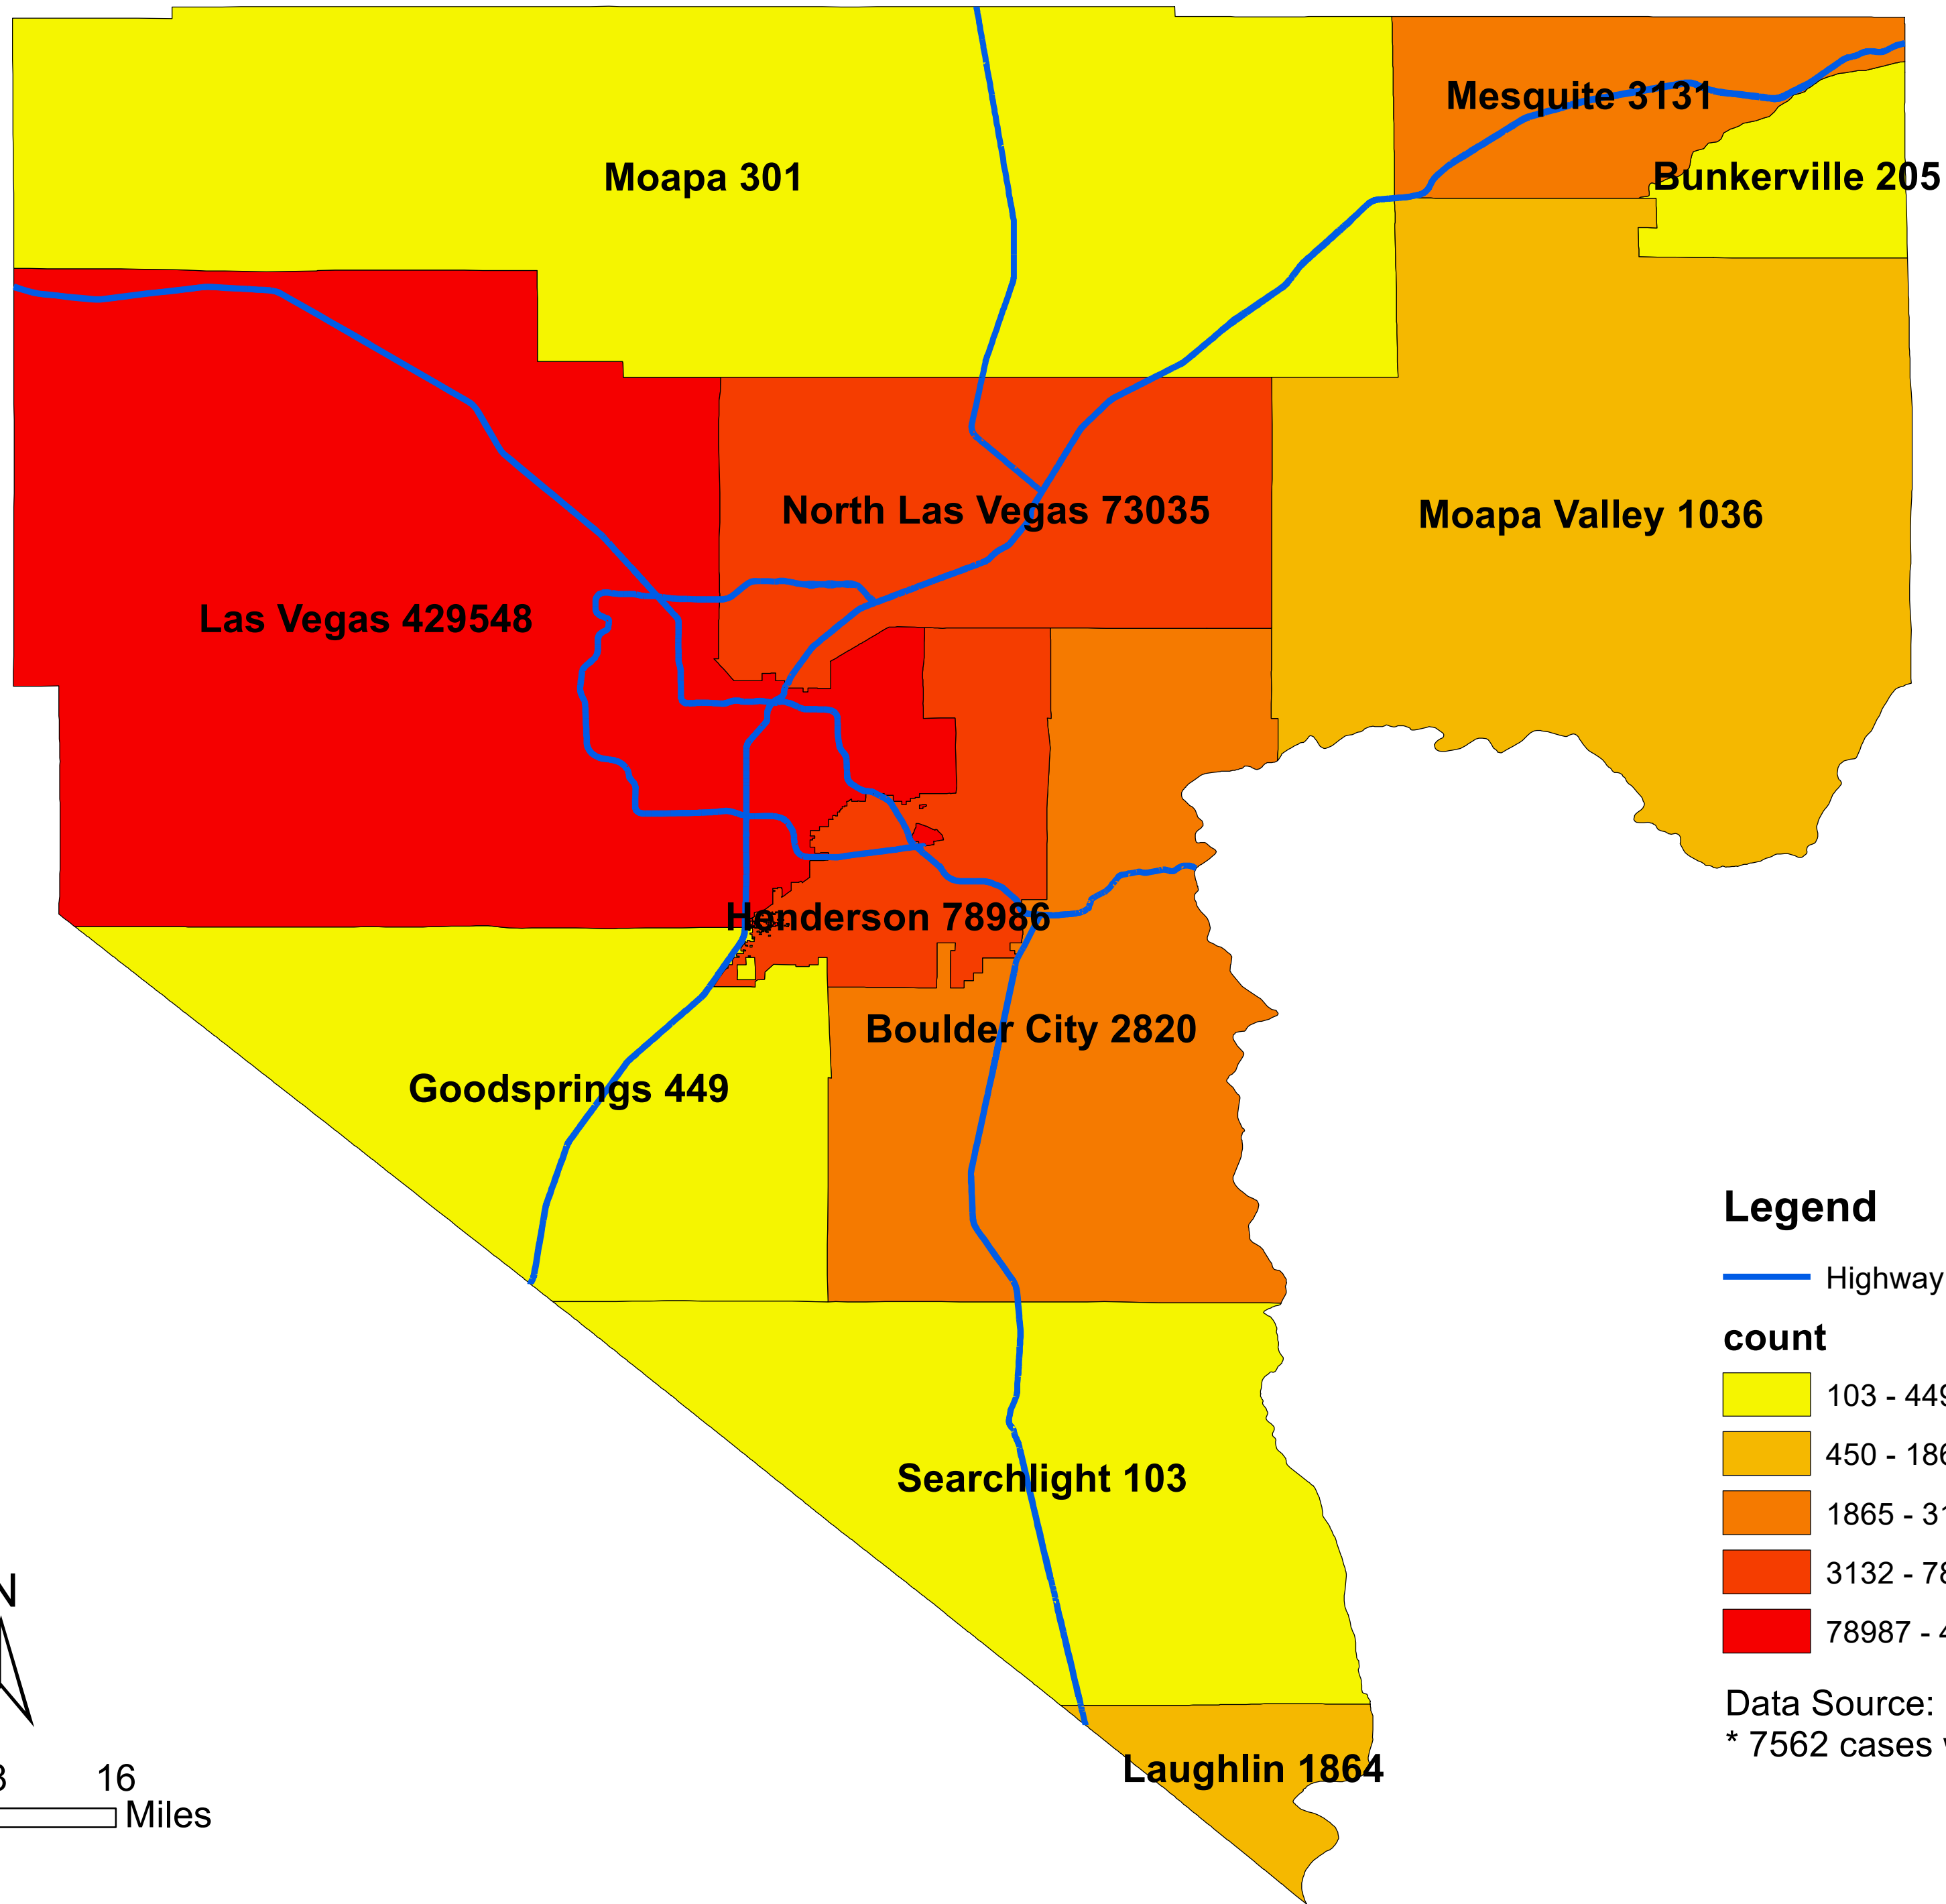 Mesquite 3131
Moapa 301
Bunkerville 205
North Las Vegas 73035
Moapa Valley 1036
Las Vegas 429548
Henderson 78986
Boulder City 2820
Goodsprings 449
Searchlight 103
Laughlin 1864
Legend
Highway
count
103 - 449
450 - 186
1865 - 31
3132 - 78
78987 - 4
Data Source:
* 7562 cases
N
16
Miles